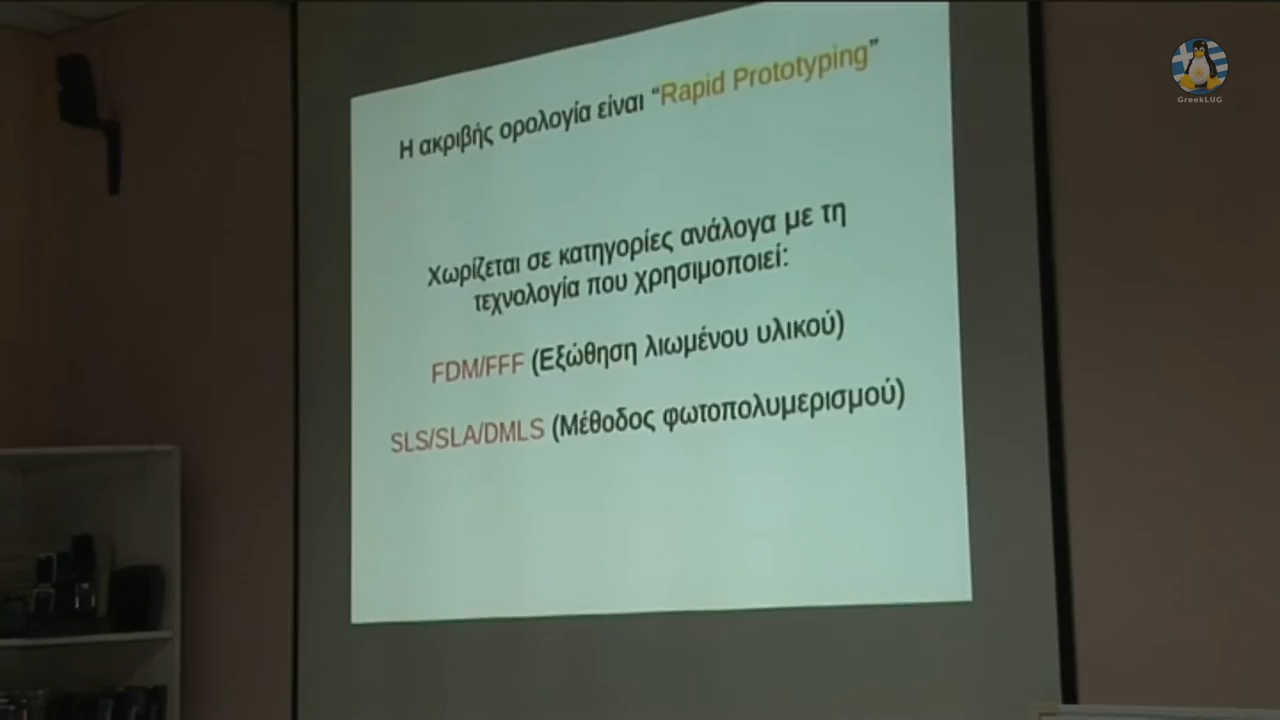 Η ακριβής ορολογία είναι “Rapid Prototyping”
Χωρίζεται σε κατηγορίες ανάλογα με τη
τεχνολογία που χρησιμοποιεί:
FDM/FFF (Εξώθηση λιωμένου υλικού)
SLS/SLA/DMLS (Μέθοδος φωτοπολυμερισμού)
GreekLUG